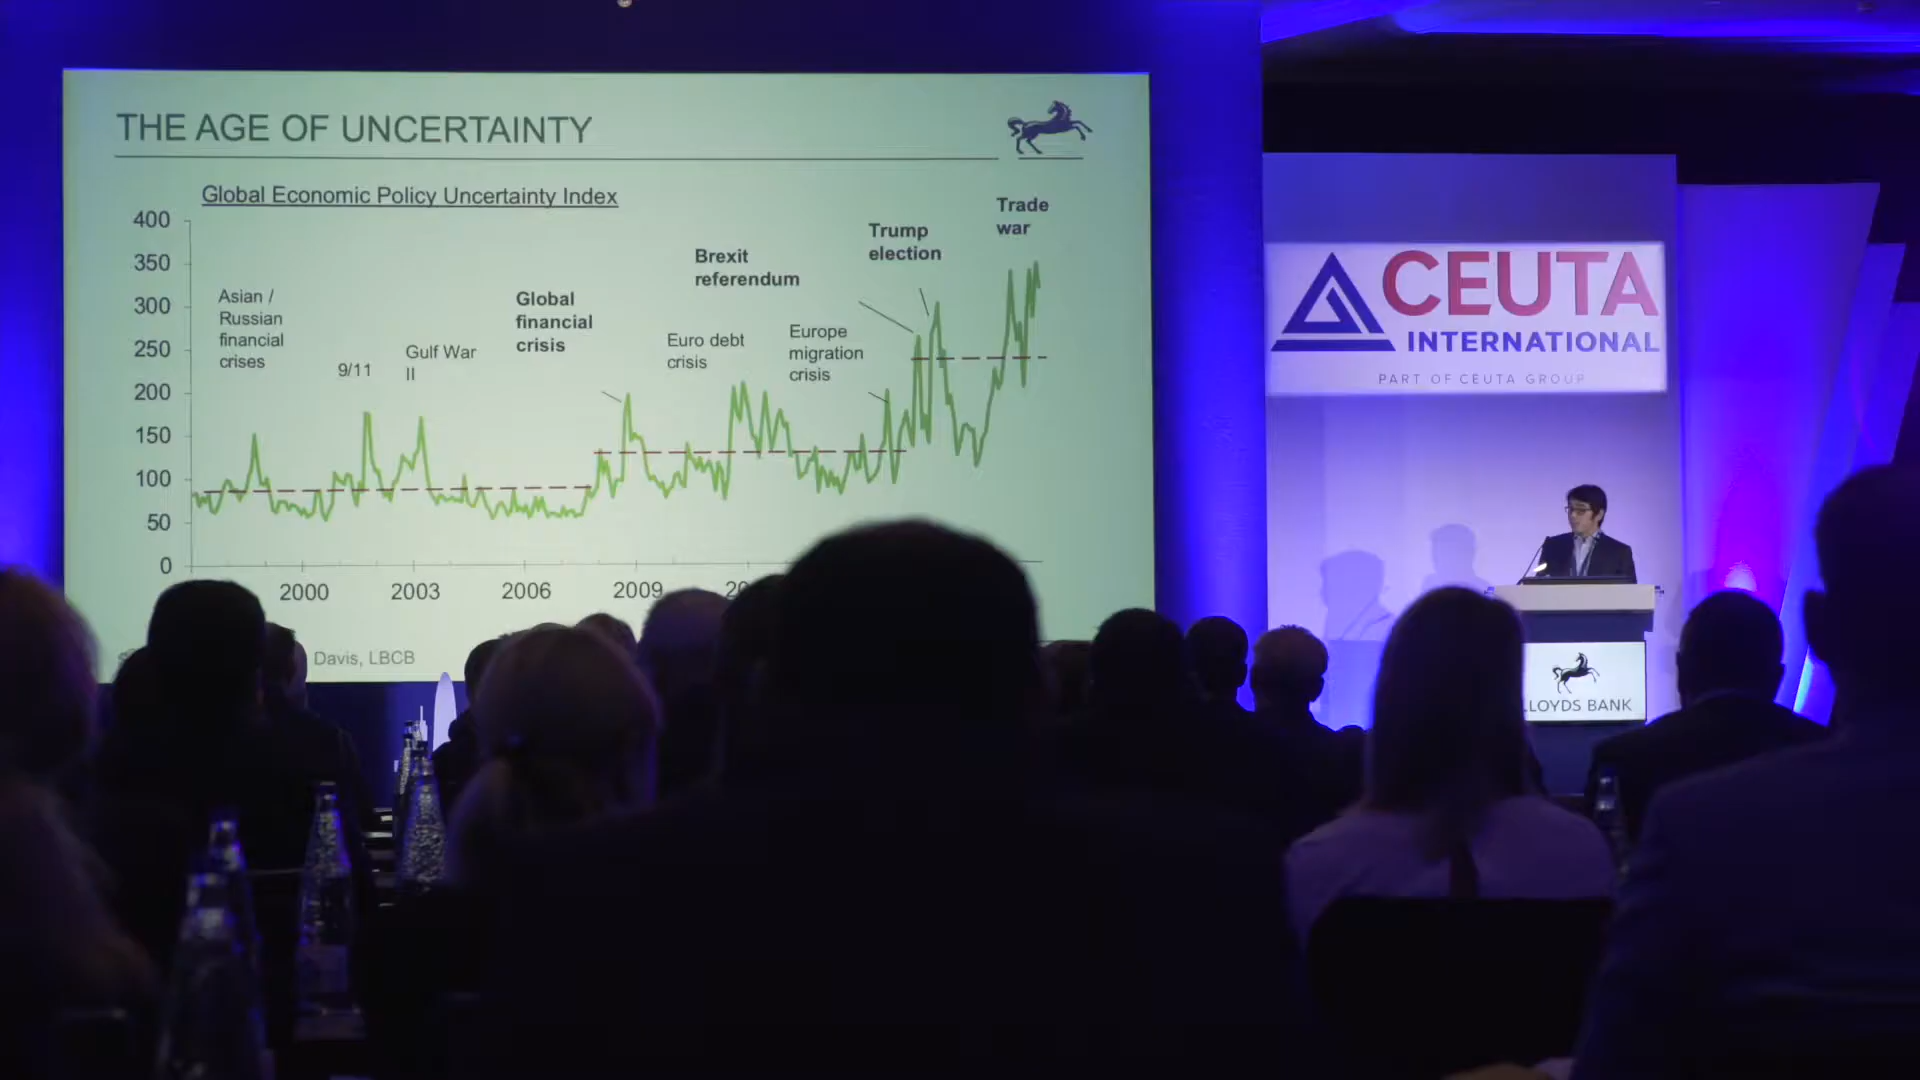 THE AGE OF UNCERTAINTY
Global Economic Policy Uncertainty Index
400
350
300
250
200
150
100
50
0
Asian /
Russian
financial
crises
9/11
Gulf War
II
Global
financial
crisis
Euro debt
crisis
Brexit
referendum
Europe
migration
crisis
Trump
election
Trade
war
2000
2003
2006
2009
Davis, LBCB
CEUTA
INTERNATIONAL
PART OF CEUTA GROUP
LLOYDS BANK